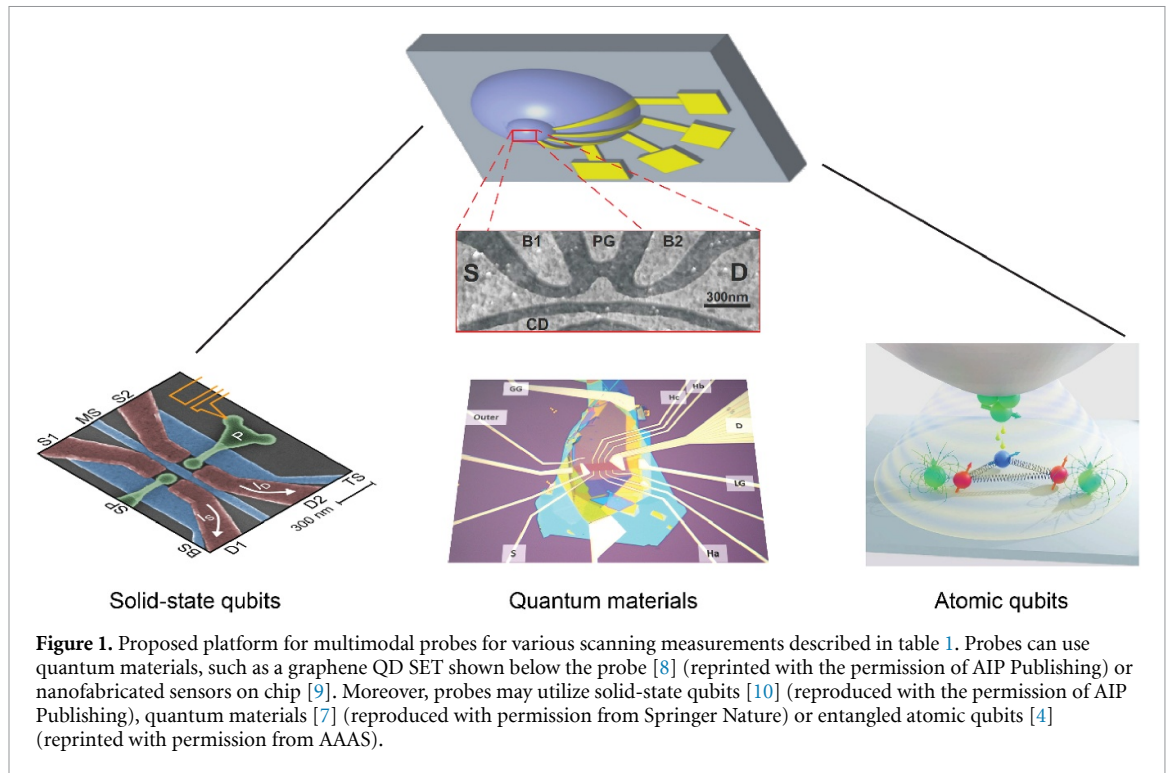 B1 PG B2
S D
300nm
CD
S1 MS S2
P
I_D
I_S
SP
BS D1 D2 TS
300 nm
GG Hc Hb
Outer D
LG
S Ha
Solid-state qubits Quantum materials Atomic qubits
Figure 1. Proposed platform for multimodal probes for various scanning measurements described in table 1. Probes can use
quantum materials, such as a graphene QD SET shown below the probe [8] (reprinted with the permission of AIP Publishing) or
nanofabricated sensors on chip [9]. Moreover, probes may utilize solid-state qubits [10] (reproduced with the permission of AIP
Publishing), quantum materials [7] (reproduced with permission from Springer Nature) or entangled atomic qubits [4]
(reprinted with permission from AAAS).